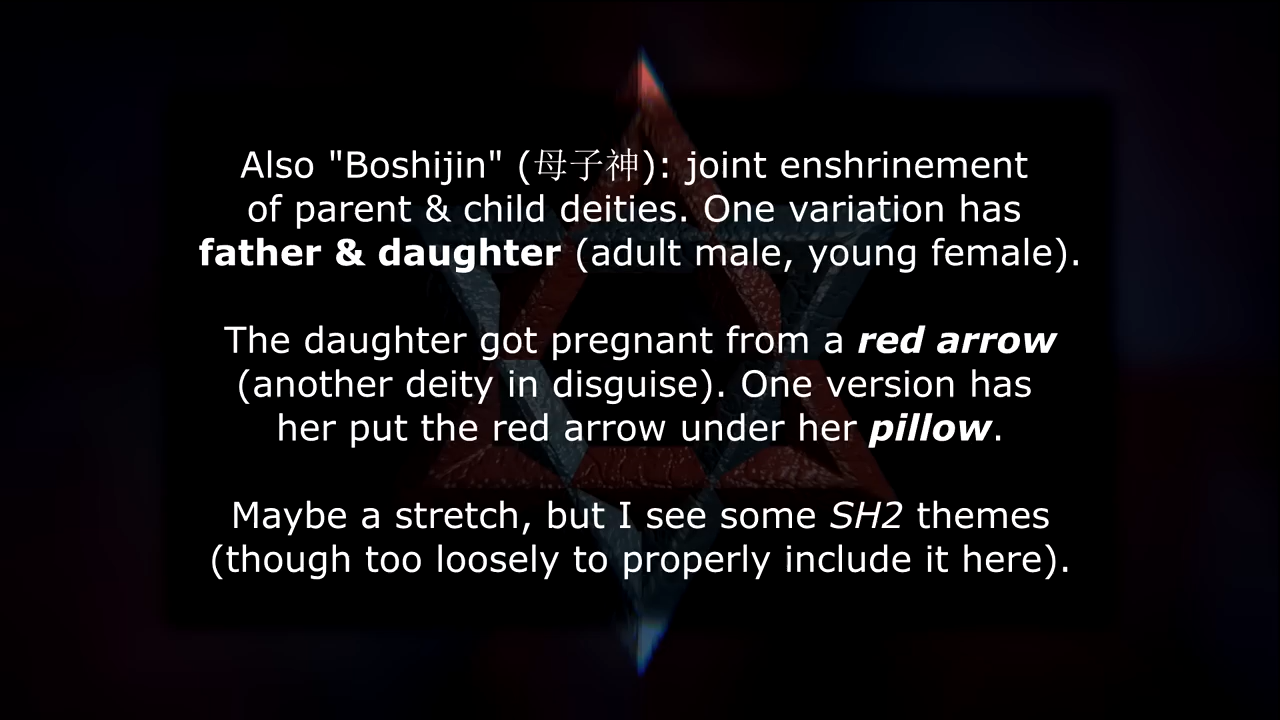 Also "Boshijin" (母子神): joint enshrinement
of parent & child deities. One variation has
father & daughter (adult male, young female).
The daughter got pregnant from a red arrow
(another deity in disguise). One version has
her put the red arrow under her pillow.
Maybe a stretch, but I see some SH2 themes
(though too loosely to properly include it here).